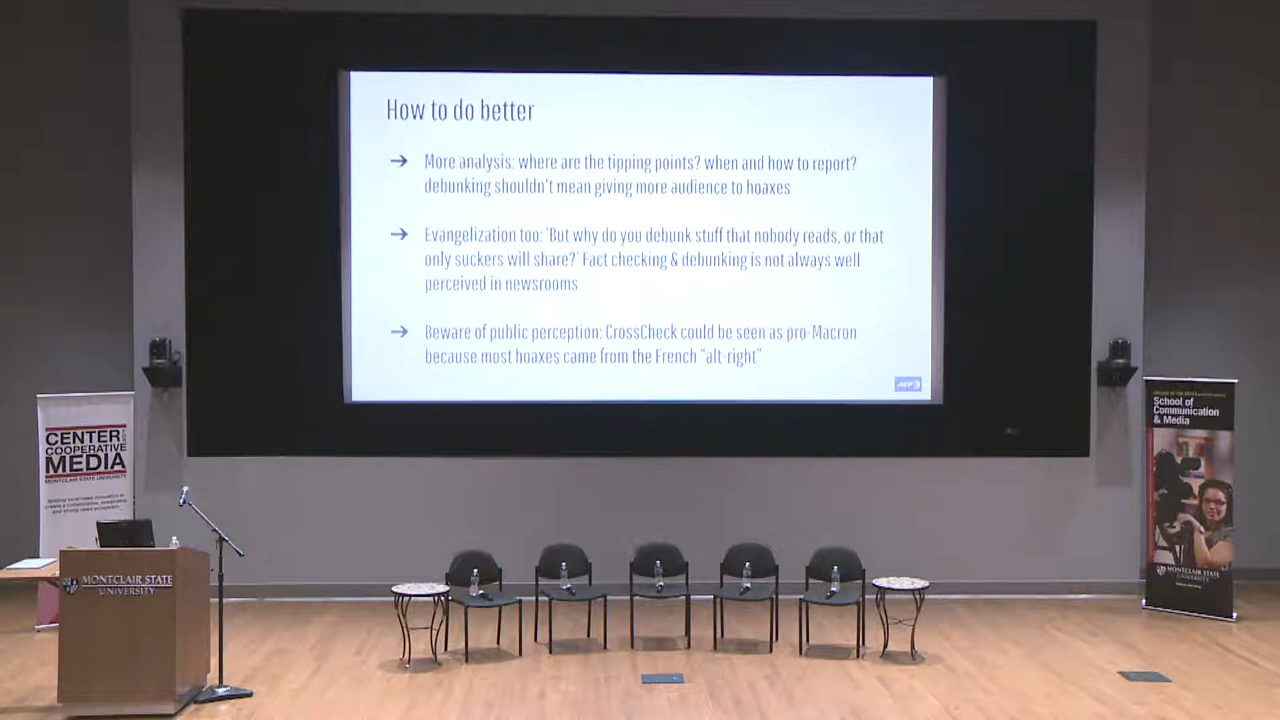 How to do better
→ More analysis: where are the tipping points? when and how to report?
debunking shouldn't mean giving more audience to hoaxes
→ Evangelization too: 'But why do you debunk stuff that nobody reads, or that
only suckers will share?' Fact checking & debunking is not always well
perceived in newsrooms
→ Beware of public perception: CrossCheck could be seen as pro-Macron
because most hoaxes came from the French "alt-right"
AFP
CENTER FOR
COOPERATIVE
MEDIA
MONTCLAIR STATE UNIVERSITY
School of
Communication
& Media
MONTCLAIR STATE
UNIVERSITY
MONTCLAIR STATE
UNIVERSITY